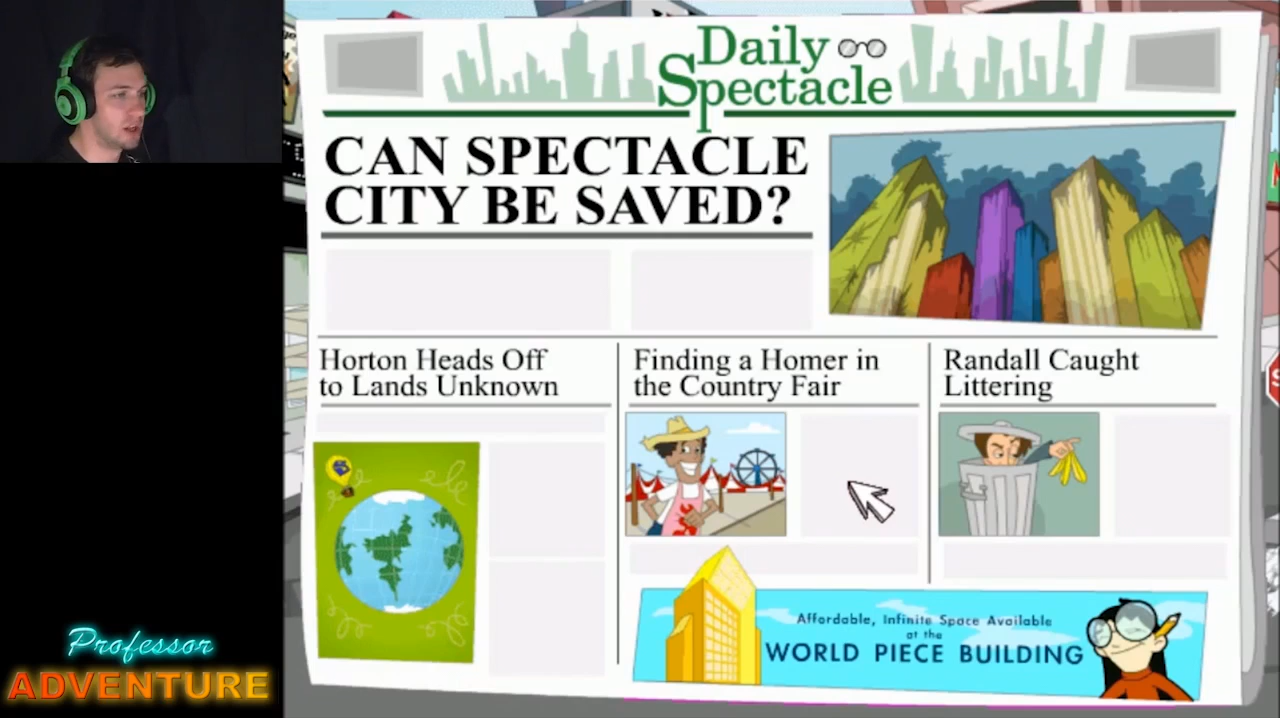 Daily
Spectacle
CAN SPECTACLE
CITY BE SAVED?
Horton Heads Off
to Lands Unknown
Finding a Homer in
the Country Fair
Randall Caught
Littering
Affordable, Infinite Space Available
at the
WORLD PIECE BUILDING
Professor
ADVENTURE